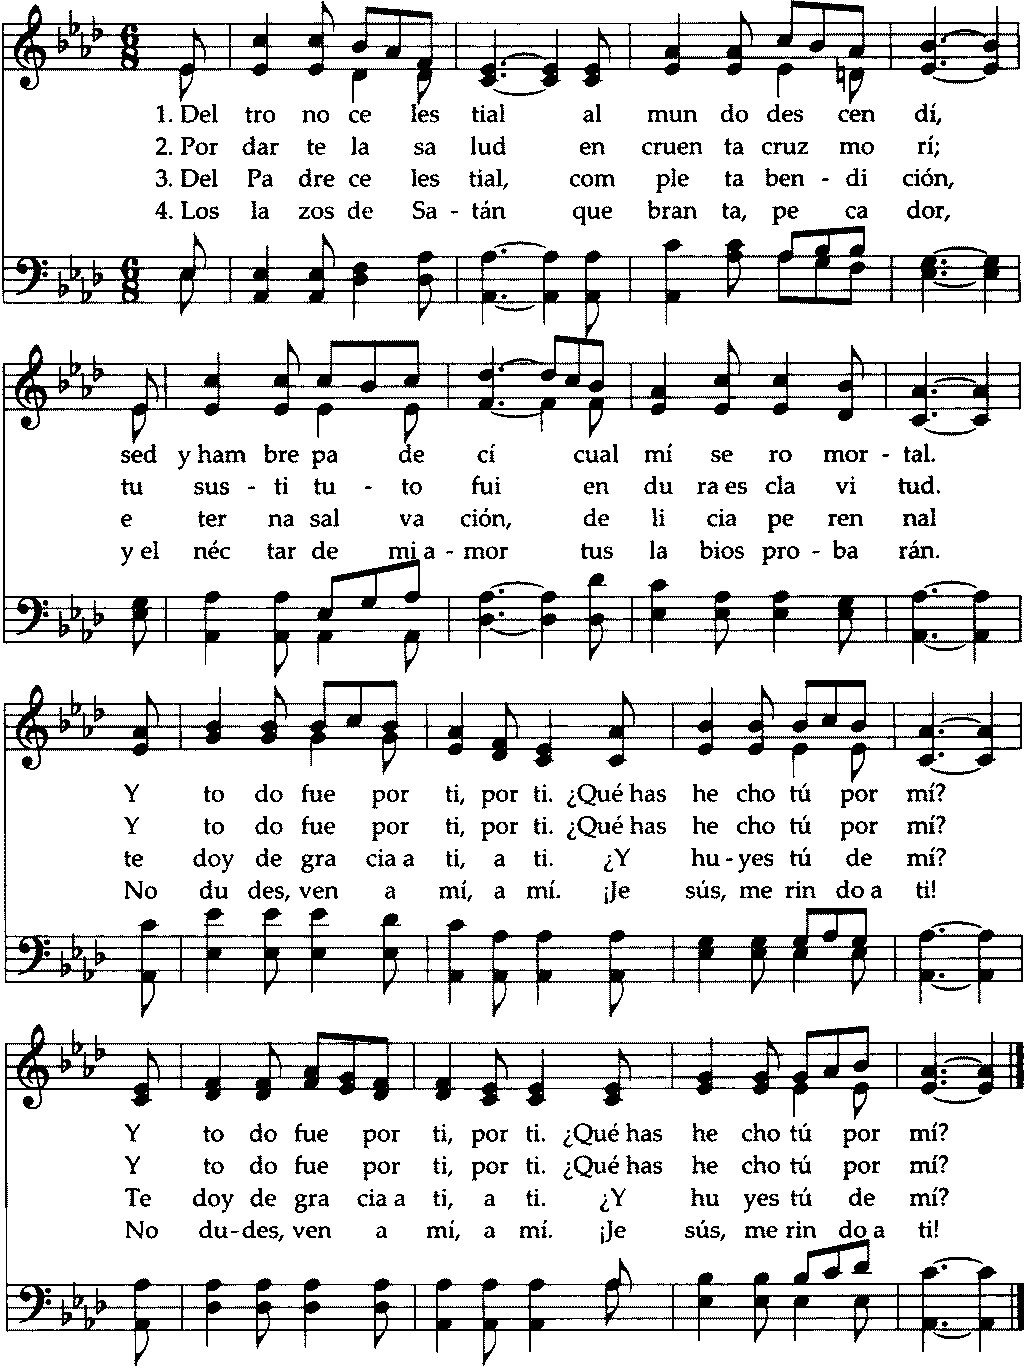 1. Del tro no ce les tial al mun do des cen dí,
2. Por dar te la sa lud en cruen ta cruz mo rí;
3. Del Pa dre ce les tial, com ple ta ben - di ción,
4. Los la zos de Sa - tán que bran ta, pe ca dor,
sed y ham bre pa de cí cual mí se ro mor - tal.
tu sus - ti tu - to fui en du ra es cla vi tud.
e ter na sal va ción, de li cia pe ren nal
y el néc tar de mi a - mor tus la bios pro - ba rán.
Y to do fue por ti, por ti. ¿Qué has he cho tú por mí?
Y to do fue por ti, por ti. ¿Qué has he cho tú por mí?
te doy de gra cia a ti, a ti. ¿Y hu - yes tú de mí?
No du des, ven a mí, a mí. ¡Je sús, me rin do a ti!
Y to do fue por ti, por ti. ¿Qué has he cho tú por mí?
Y to do fue por ti, por ti. ¿Qué has he cho tú por mí?
Te doy de gra cia a ti, a ti. ¿Y hu yes tú de mí?
No du - des, ven a mí, a mí. ¡Je sús, me rin do a ti!